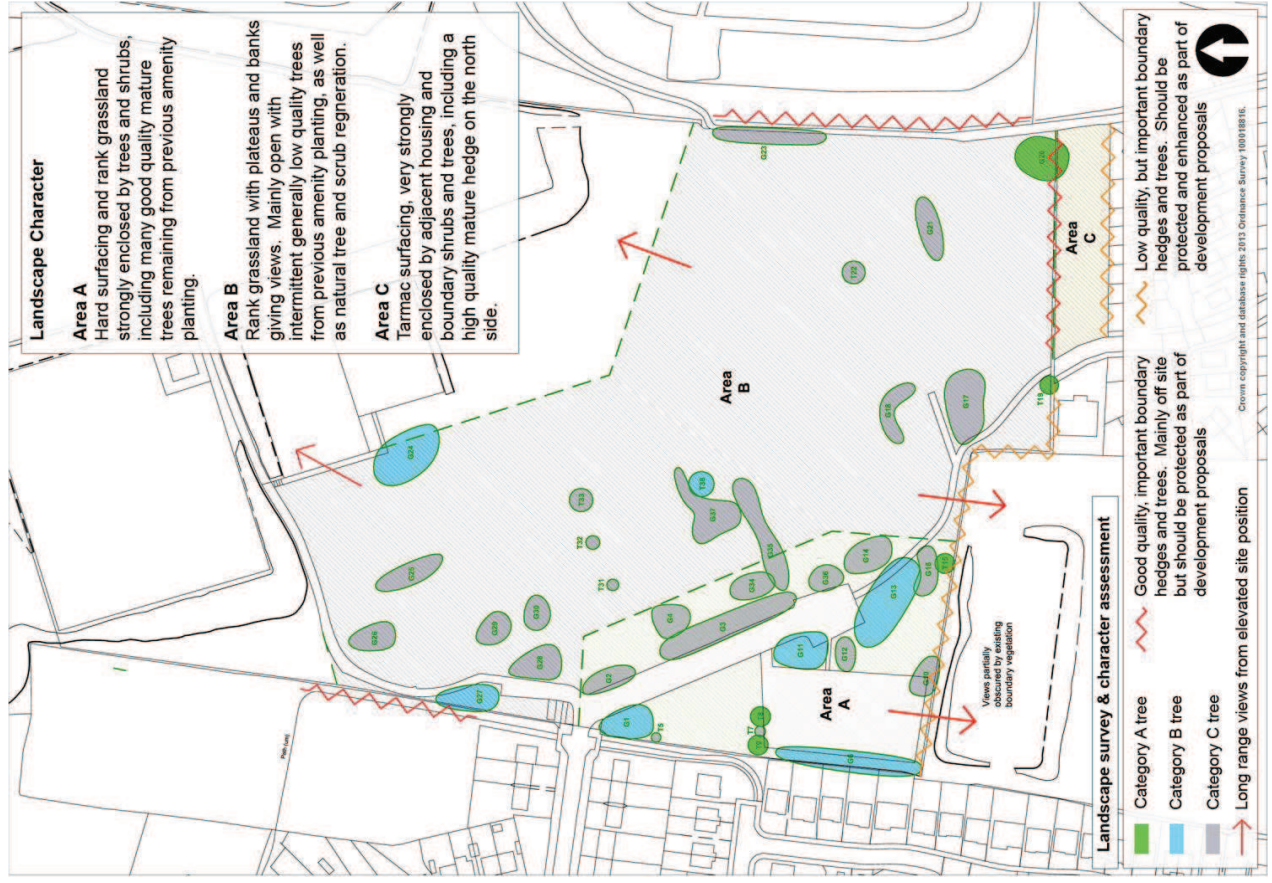 Landscape Character
Area A
Hard surfacing and rank grassland
strongly enclosed by trees and shrubs,
including many good quality mature
trees remaining from previous amenity
planting.
Area B
Rank grassland with plateaus and banks
giving views. Mainly open with
intermittent generally low quality trees
from previous amenity planting, as well
as natural tree and scrub regneration.
Area C
Tarmac surfacing, very strongly
enclosed by adjacent housing and
boundary shrubs and trees, including a
high quality mature hedge on the north
side.
G23
G21
T22
Area
C
Area
B
G24
G18
G17
T19
T33
T32
T31
G37
T38
G25
G26
G29
G30
G28
G27
G34
G4
G3
G2
G14
G13
G11
G12
G1
T5
T7
Area
A
Path (um)
Views partially
obscured by existing
boundary vegetation
Landscape survey & character assessment
Category A tree
Category B tree
Category C tree
Long range views from elevated site position
Good quality, important boundary
hedges and trees. Mainly off site
but should be protected as part of
development proposals
Low quality, but important boundary
hedges and trees. Should be
protected and enhanced as part of
development proposals
Crown copyright and database rights 2013 Ordnance Survey 100018816.